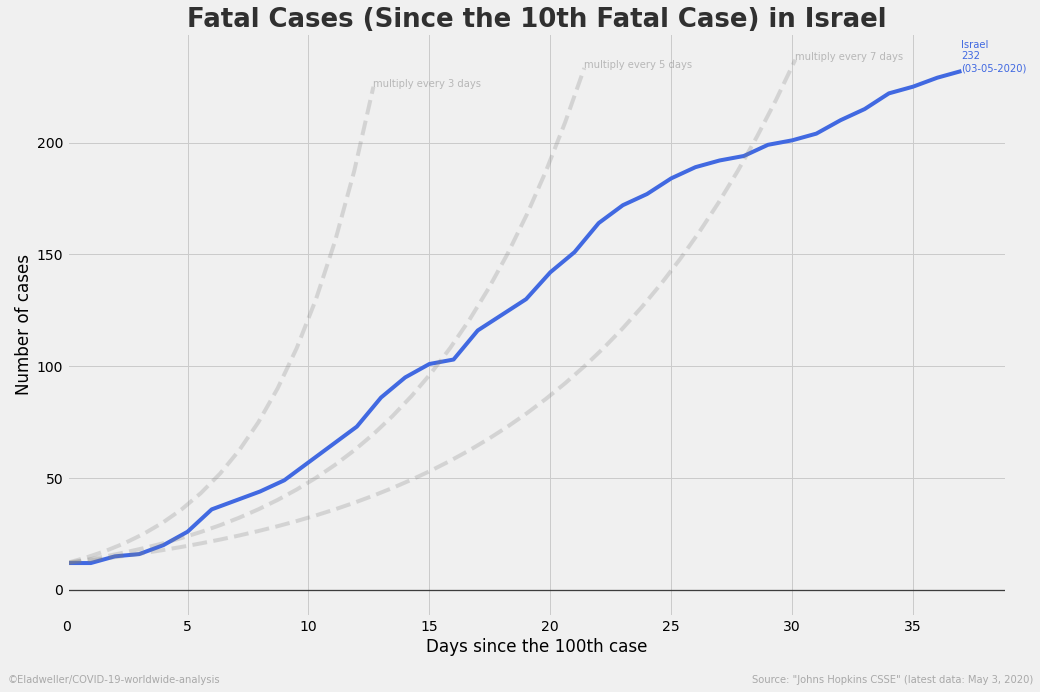 Fatal Cases (Since the 10th Fatal Case) in Israel
Israel
232
(03-05-2020)
multiply every 3 days
multiply every 5 days
multiply every 7 days
Number of cases
200
150
100
50
0
0 5 10 15 20 25 30 35
Days since the 100th case
©Eladweller/COVID-19-worldwide-analysis
Source: "Johns Hopkins CSSE" (latest data: May 3, 2020)